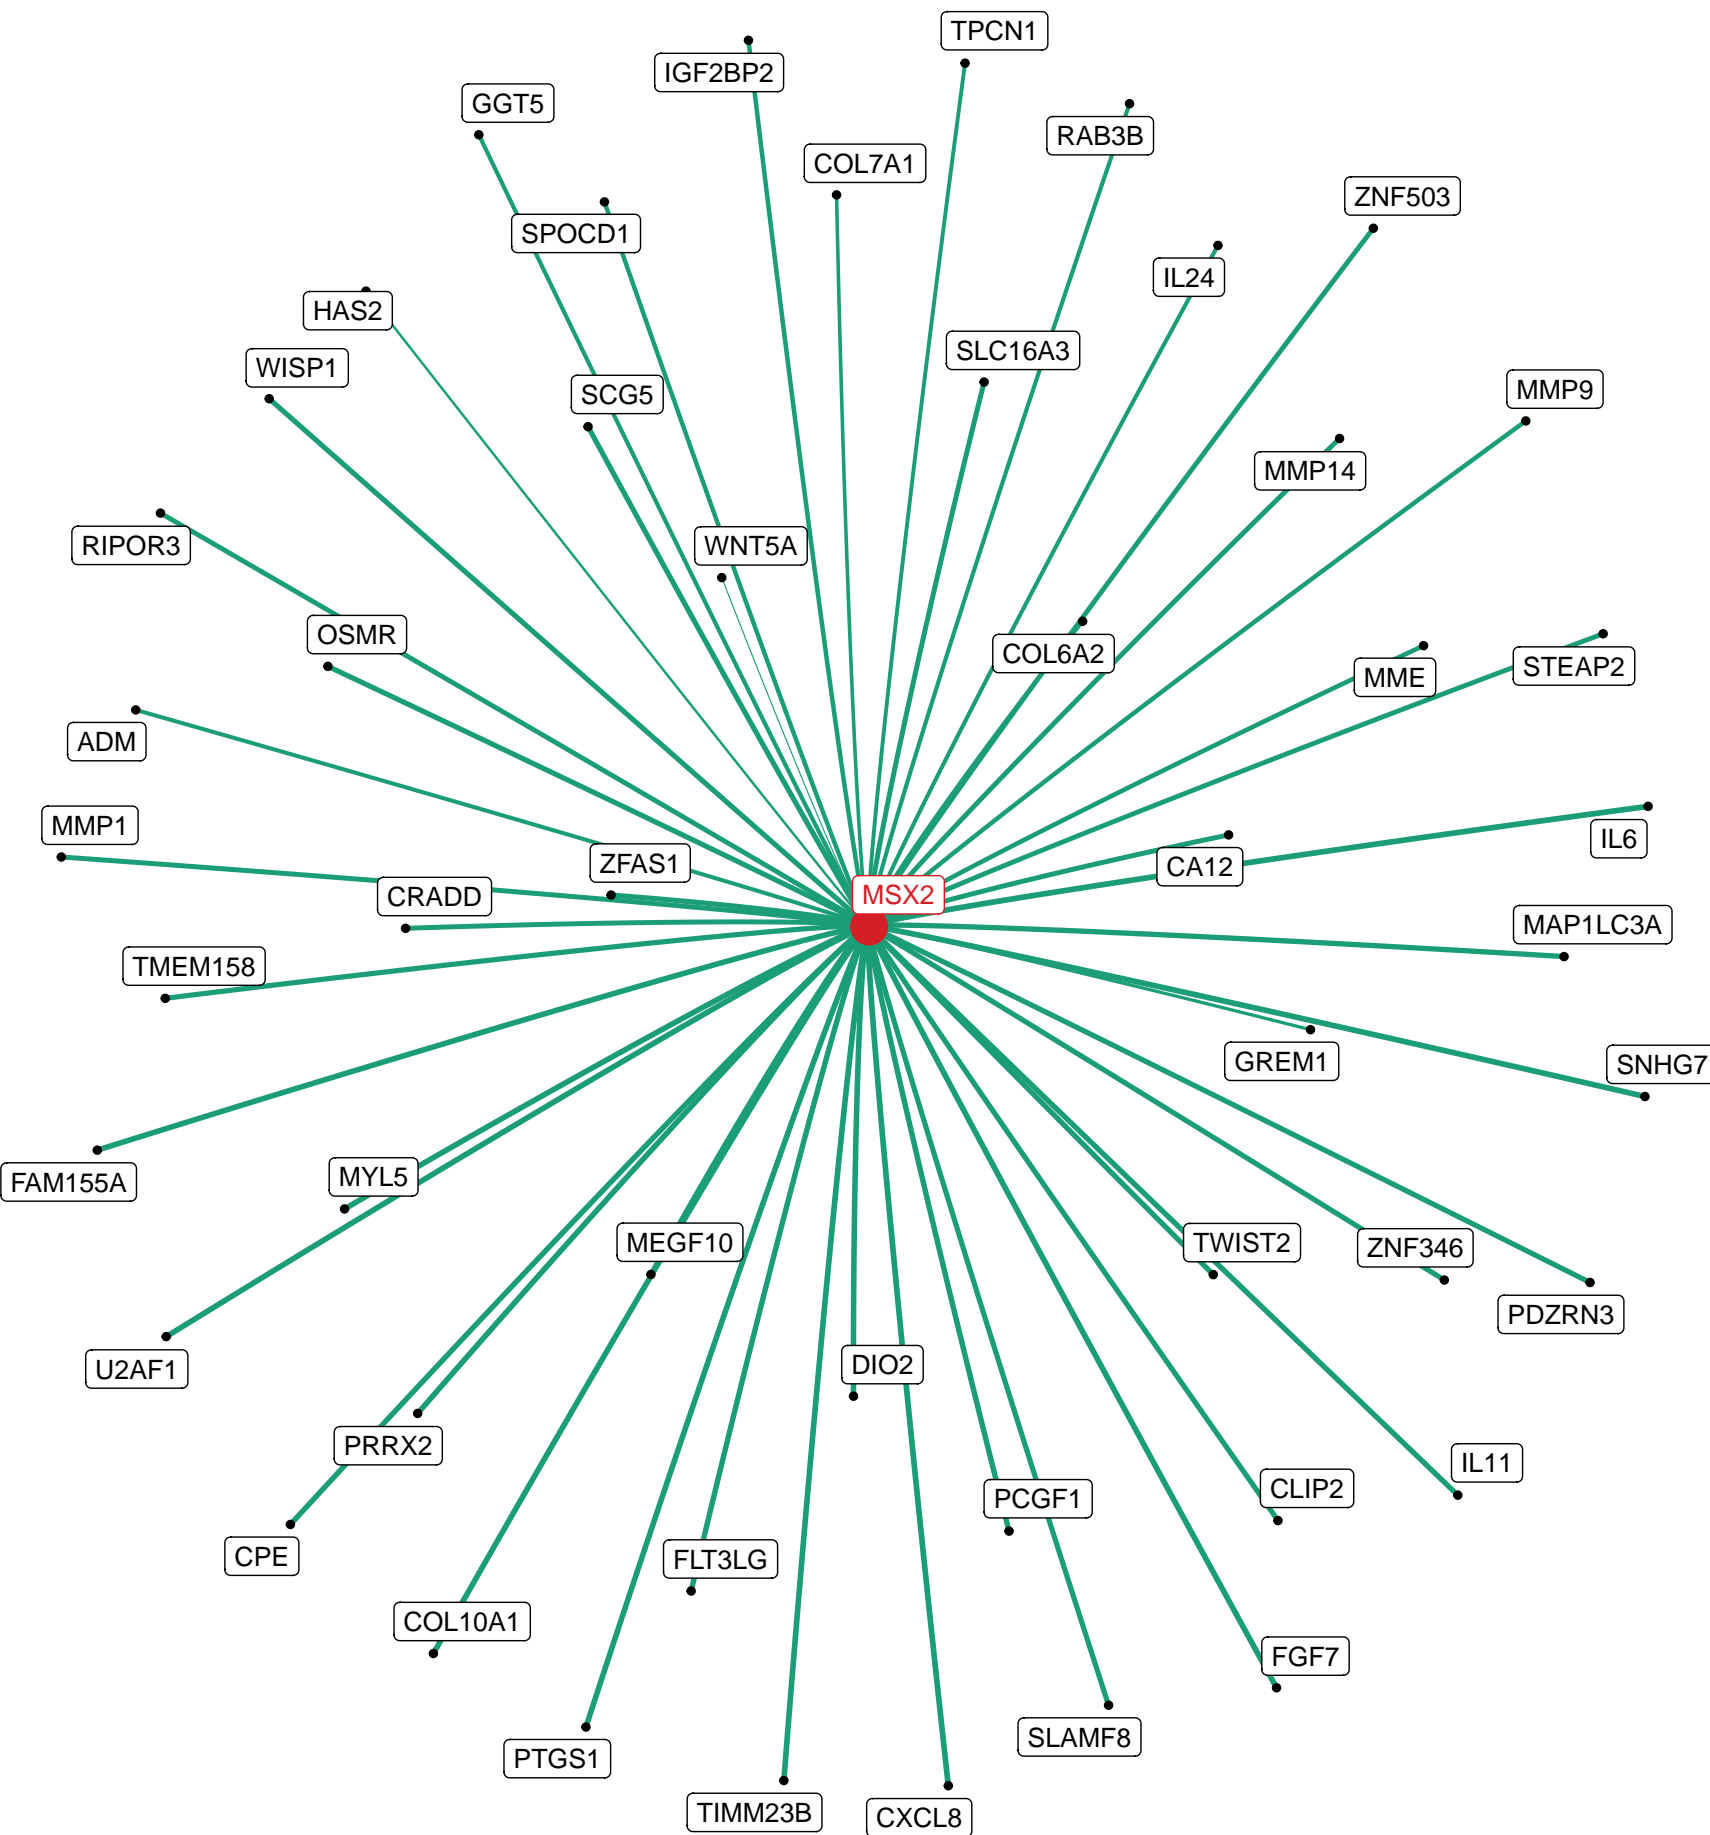 TPCN1
IGF2BP2
GGT5
RAB3B
COL7A1
ZNF503
SPOCD1
IL24
HAS2
SLC16A3
WISP1
MMP9
SCG5
MMP14
RIPOR3
WNT5A
OSMR
COL6A2
STEAP2
MME
ADM
MMP1
IL6
ZFAS1
CA12
CRADD
MSX2
MAP1LC3A
TMEM158
GREM1
SNHG7
MYL5
FAM155A
MEGF10
TWIST2
ZNF346
PDZRN3
DIO2
U2AF1
PRRX2
IL11
CLIP2
PCGF1
CPE
FLT3LG
COL10A1
FGF7
SLAMF8
PTGS1
TIMM23B
CXCL8